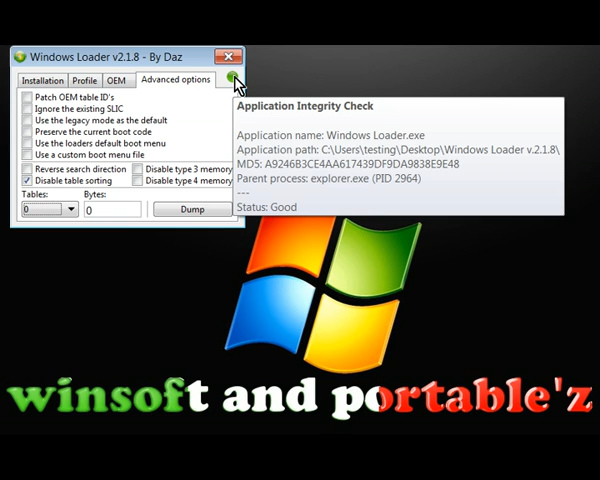 Windows Loader v2.1.8 - By Daz
Installation Profile OEM Advanced options
Patch OEM table ID's
Ignore the existing SLIC
Use the legacy mode as the default
Preserve the current boot code
Use the loaders default boot menu
Use a custom boot menu file
Reverse search direction Disable type 3 memory
Disable table sorting Disable type 4 memory
Tables: Bytes:
0 0 Dump
Application Integrity Check
Application name: Windows Loader.exe
Application path: C:\Users\testing\Desktop\Windows Loader v.2.1.8\
MD5: A9246B3CE4AA617439DF9DA9838E9E48
Parent process: explorer.exe (PID 2964)
---
Status: Good
winsoft and portable'z